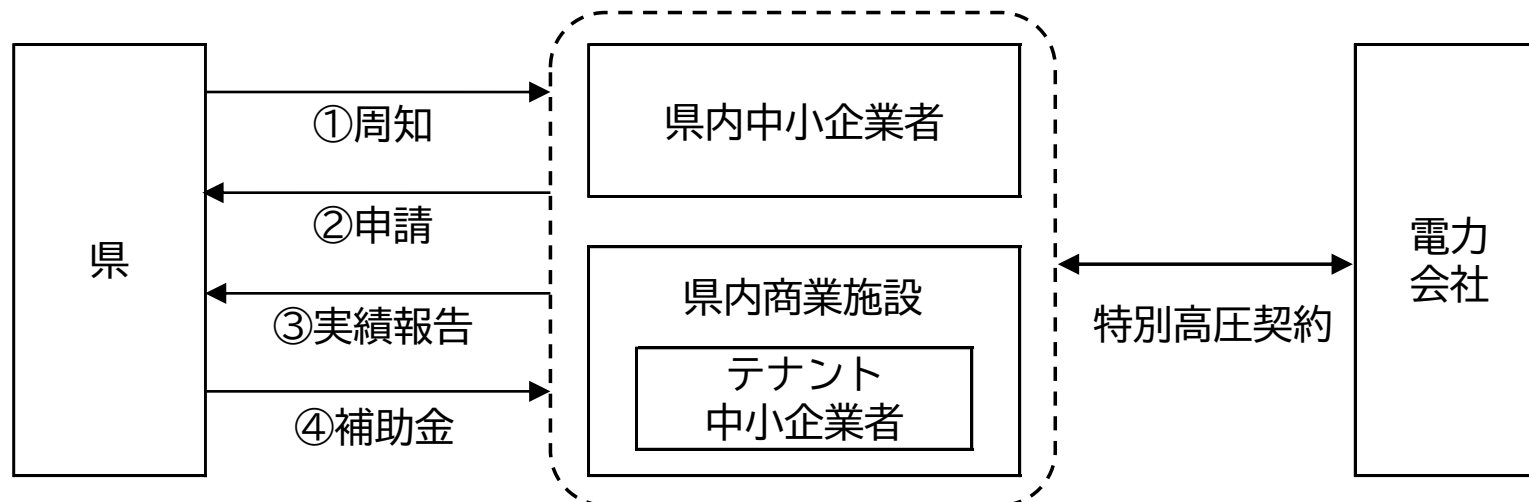 県
①周知
②申請
③実績報告
④補助金
県内中小企業者
県内商業施設
テナント
中小企業者
特別高圧契約
電力
会社